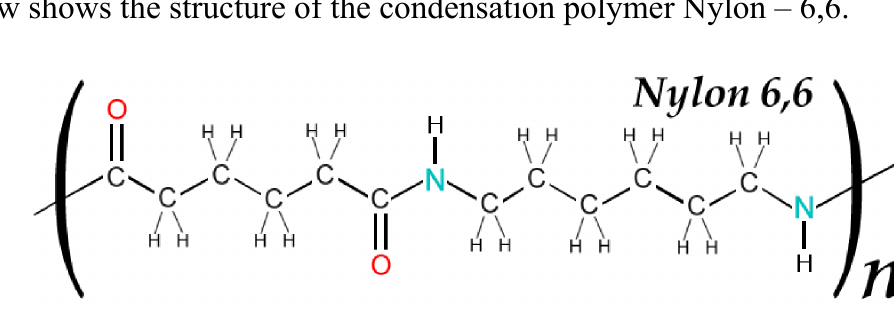 w shows the structure of the condensation polymer Nylon – 6,6.
Nylon 6,6
O
H H H H H H H H H H H
C C C C C C N C C C C C C N
H H H H H H H H H H
O H
n